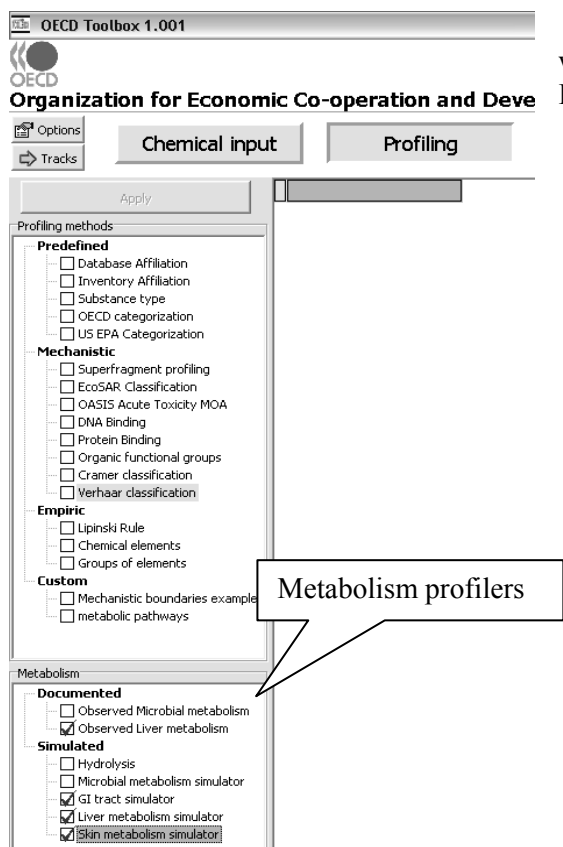 OECD Toolbox 1.001
OECD
Organization for Economic Co-operation and Deve
Options
Tracks
Chemical input
Profiling
Apply
Profiling methods
Predefined
Database Affiliation
Inventory Affiliation
Substance type
OECD categorization
US EPA Categorization
Mechanistic
Superfragment profiling
EcoSAR Classification
OASIS Acute Toxicity MOA
DNA Binding
Protein Binding
Organic functional groups
Cramer classification
Verhaar classification
Empiric
Lipinski Rule
Chemical elements
Groups of elements
Custom
Mechanistic boundaries example
metabolic pathways
Metabolism profilers
Metabolism
Documented
Observed Microbial metabolism
Observed Liver metabolism
Simulated
Hydrolysis
Microbial metabolism simulator
GI tract simulator
Liver metabolism simulator
Skin metabolism simulator